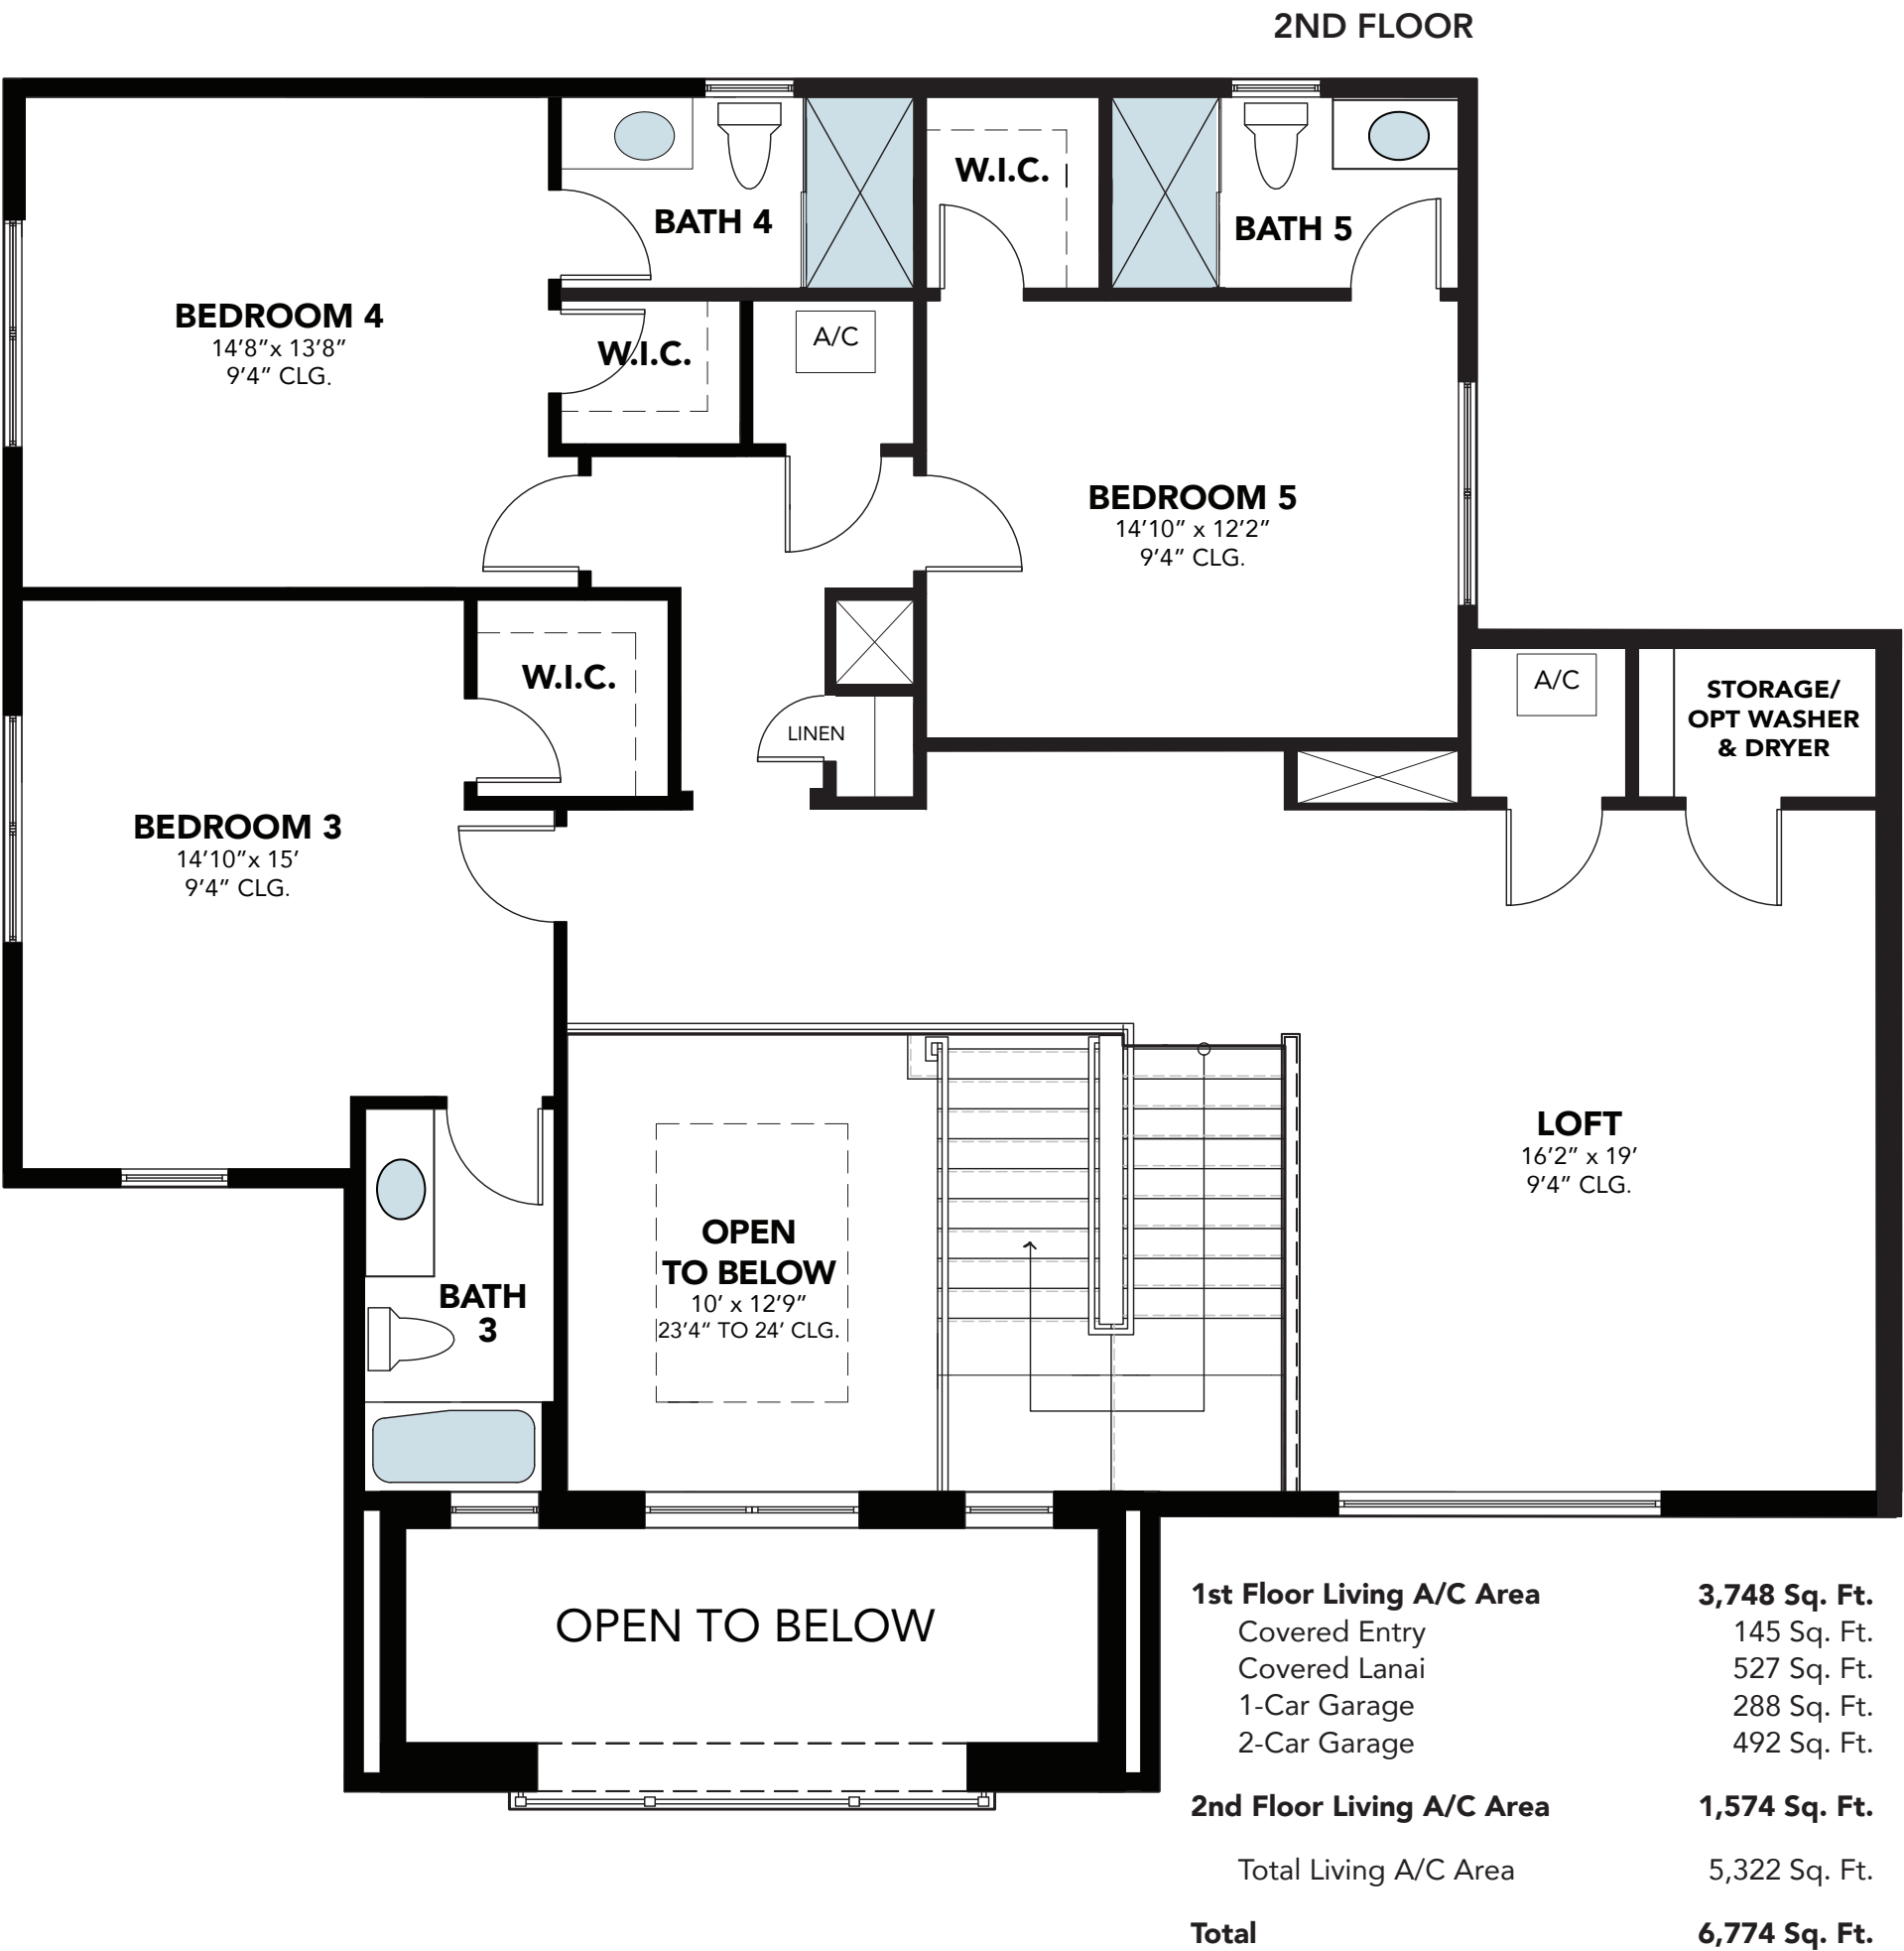 2ND FLOOR
W.I.C.
BATH 4
BATH 5
BEDROOM 4
14'8"x 13'8"
9'4" CLG.
W.I.C.
A/C
BEDROOM 5
14'10" x 12'2"
9'4" CLG.
W.I.C.
LINEN
A/C
STORAGE/
OPT WASHER
& DRYER
BEDROOM 3
14'10"x 15'
9'4" CLG.
LOFT
16'2" x 19'
9'4" CLG.
OPEN
TO BELOW
10' x 12'9"
23'4" TO 24' CLG.
BATH
3
OPEN TO BELOW
1st Floor Living A/C Area 3,748 Sq. Ft.
Covered Entry 145 Sq. Ft.
Covered Lanai 527 Sq. Ft.
1-Car Garage 288 Sq. Ft.
2-Car Garage 492 Sq. Ft.
2nd Floor Living A/C Area 1,574 Sq. Ft.
Total Living A/C Area 5,322 Sq. Ft.
Total 6,774 Sq. Ft.